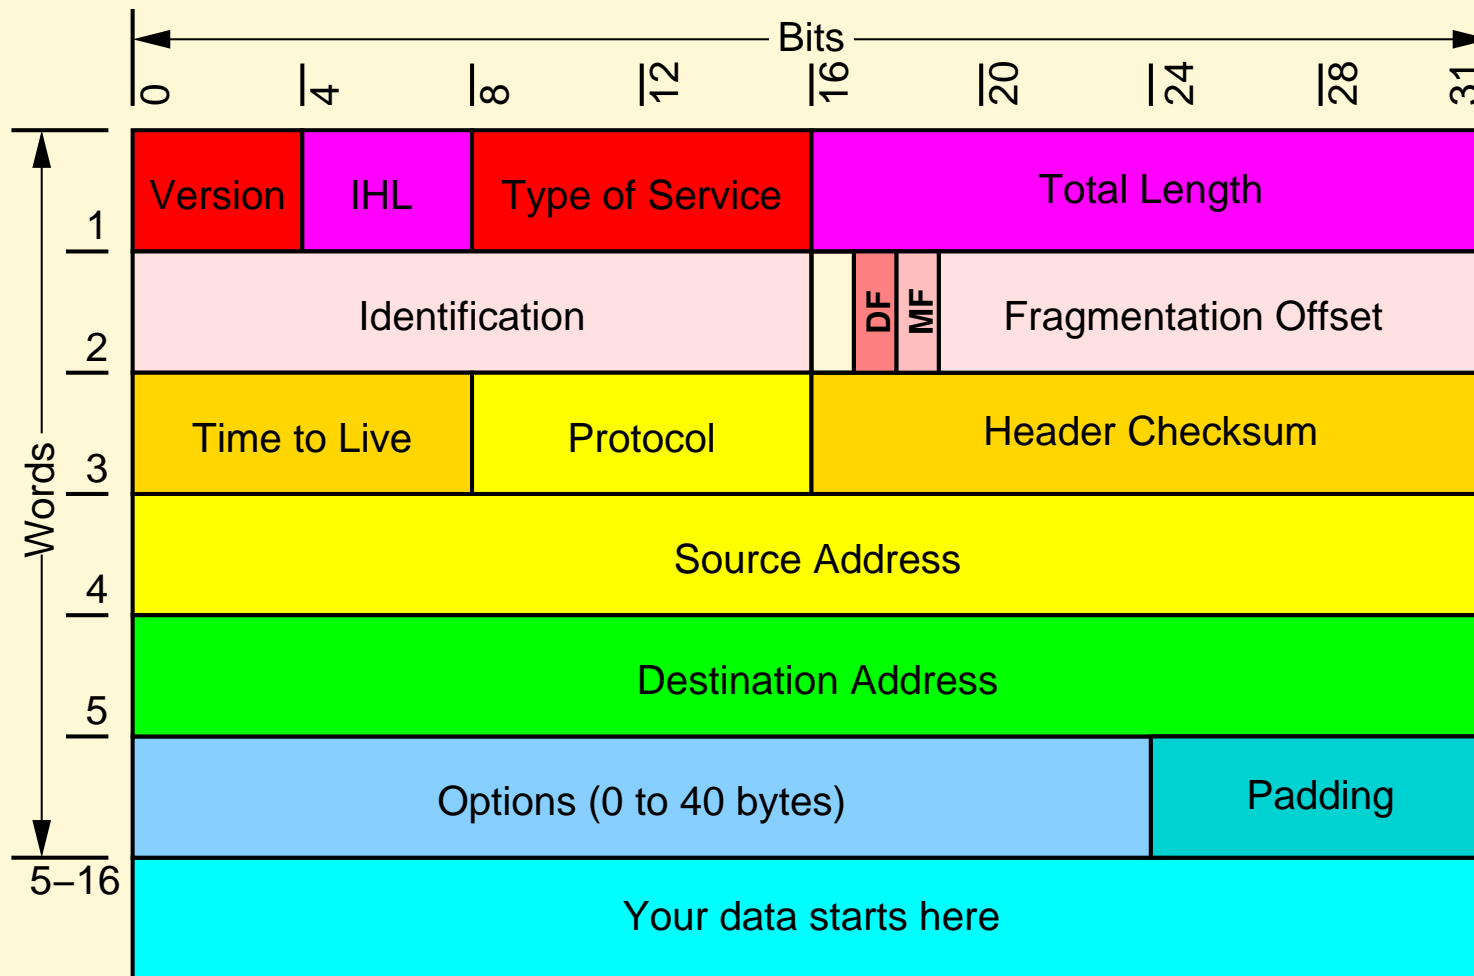 Bits
0 4 8 12 16 20 24 28 31
Words
1
Version IHL Type of Service Total Length
2
Identification DF MF Fragmentation Offset
3
Time to Live Protocol Header Checksum
4
Source Address
5
Destination Address
Options (0 to 40 bytes) Padding
5–16
Your data starts here